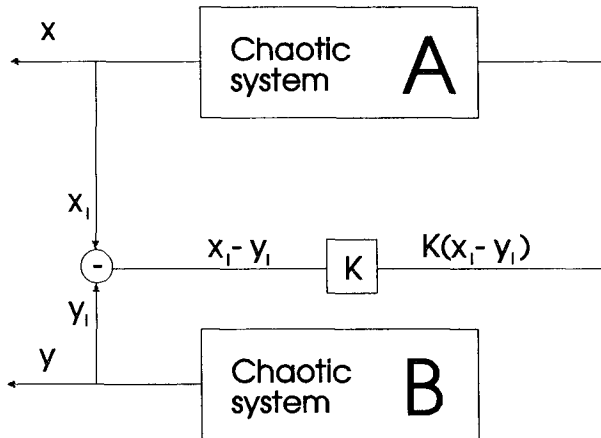 x
Chaotic
system
A
x₁
-
x₁- y₁
K
K(x₁- y₁)
y₁
y
Chaotic
system
B